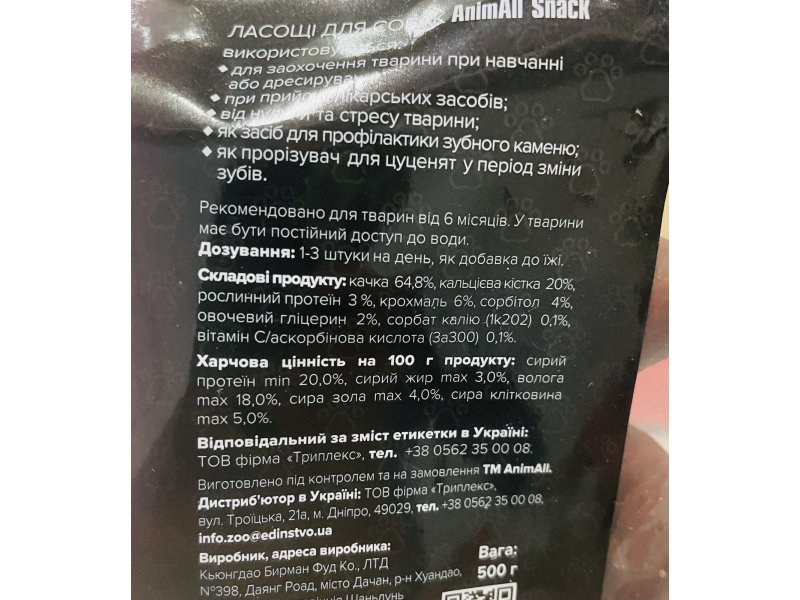 AnimAll Snack
ЛАСОЩІ ДЛЯ
використовуються:
◆ для заохочення тварини при навчанні
або дресируванні
◆ при прийомі лікарських засобів;
◆ від нудьги та стресу тварини;
◆ як засіб для профілактики зубного каменю;
◆ як прорізувач для цуценят у період зміни
зубів.
Рекомендовано для тварин від 6 місяців. У тварини
має бути постійний доступ до води.
Дозування: 1-3 штуки на день, як добавка до їжі.
Складові продукту: качка 64,8%, кальцієва кістка 20%,
рослинний протеїн 3 %, крохмаль 6%, сорбітол 4%,
овочевий гліцерин 2%, сорбат калію (1k202) 0,1%,
вітамін С/аскорбінова кислота (3a300) 0,1%.
Харчова цінність на 100 г продукту: сирий
протеїн min 20,0%, сирий жир max 3,0%, волога
max 18,0%, сира зола max 4,0%, сира клітковина
max 5,0%.
Відповідальний за зміст етикетки в Україні:
ТОВ фірма «Триплекс», тел. +38 0562 35 00 08.
Виготовлено під контролем та на замовлення ТМ AnimAll.
Дистриб'ютор в Україні: ТОВ фірма «Триплекс»,
вул. Троїцька, 21а, м. Дніпро, 49029, тел. +38 0562 35 00 08,
info.zoo@edinstvo.ua
Виробник, адреса виробника:
Кьюнгдао Бирман Фуд Ко., ЛТД
N°398, Даянг Роад, місто Дачан, р-н Хуандао,
Шаньдунь
Вага:
500 г